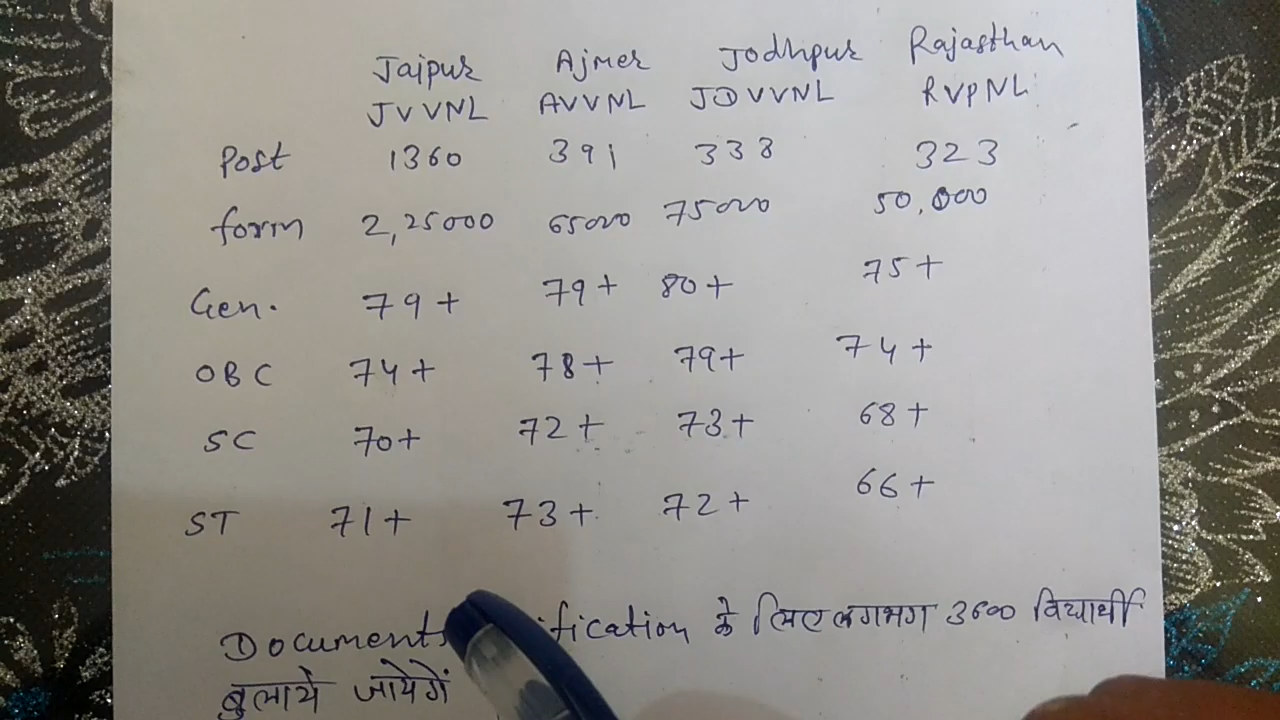 Jaipur Ajmer Jodhpur Rajasthan
JVVNL AVVNL JDVVNL RVPNL
Post 1360 391 338 323
form 2,25000 65000 75000 50,000
Gen. 79+ 79+ 80+ 75+
OBC 74+ 78+ 79+ 74+
SC 70+ 72+ 73+ 68+
ST 71+ 73+ 72+ 66+
Documents ification के लिए लगभग 3600 विद्यार्थी
बुलाये जायेगें